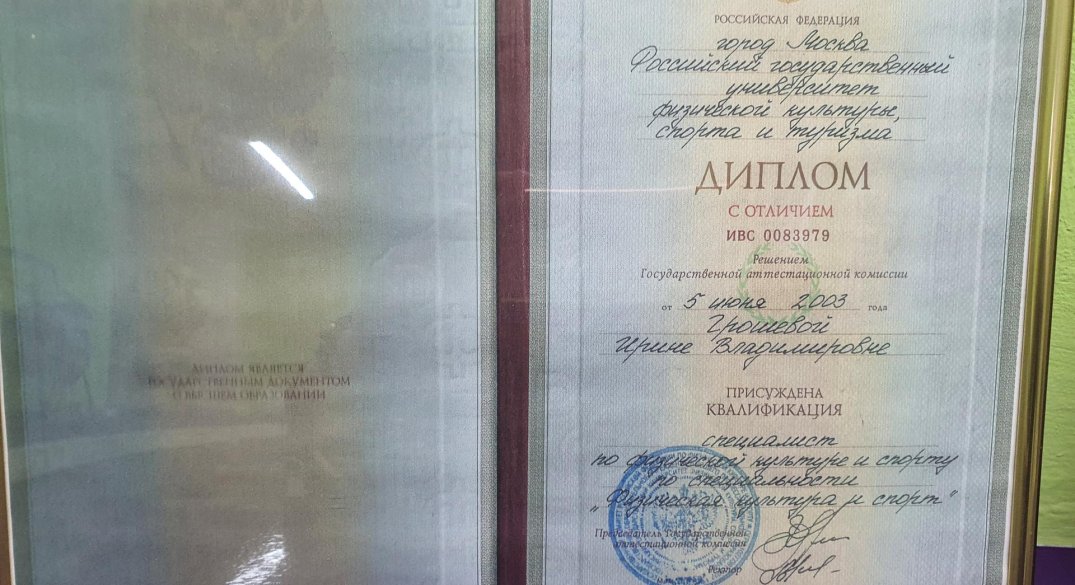 ДИПЛОМ ЯВЛЯЕТСЯ
ГОСУДАРСТВЕННЫМ ДОКУМЕНТОМ
О ВЫСШЕМ ОБРАЗОВАНИИ
РОССИЙСКАЯ ФЕДЕРАЦИЯ
город Москва
Российский государственный
университет
физической культуры,
спорта и туризма
ДИПЛОМ
С ОТЛИЧИЕМ
ИВС 0083979
Решением
Государственной аттестационной комиссии
от 5 июня 2003 года
Грошевой
Ирине Владимировне
ПРИСУЖДЕНА
КВАЛИФИКАЦИЯ
специалист
по физической культуре и спорту
по специальности
„Физическая культура и спорт"
Председатель Государственной
аттестационной комиссии
Ректор